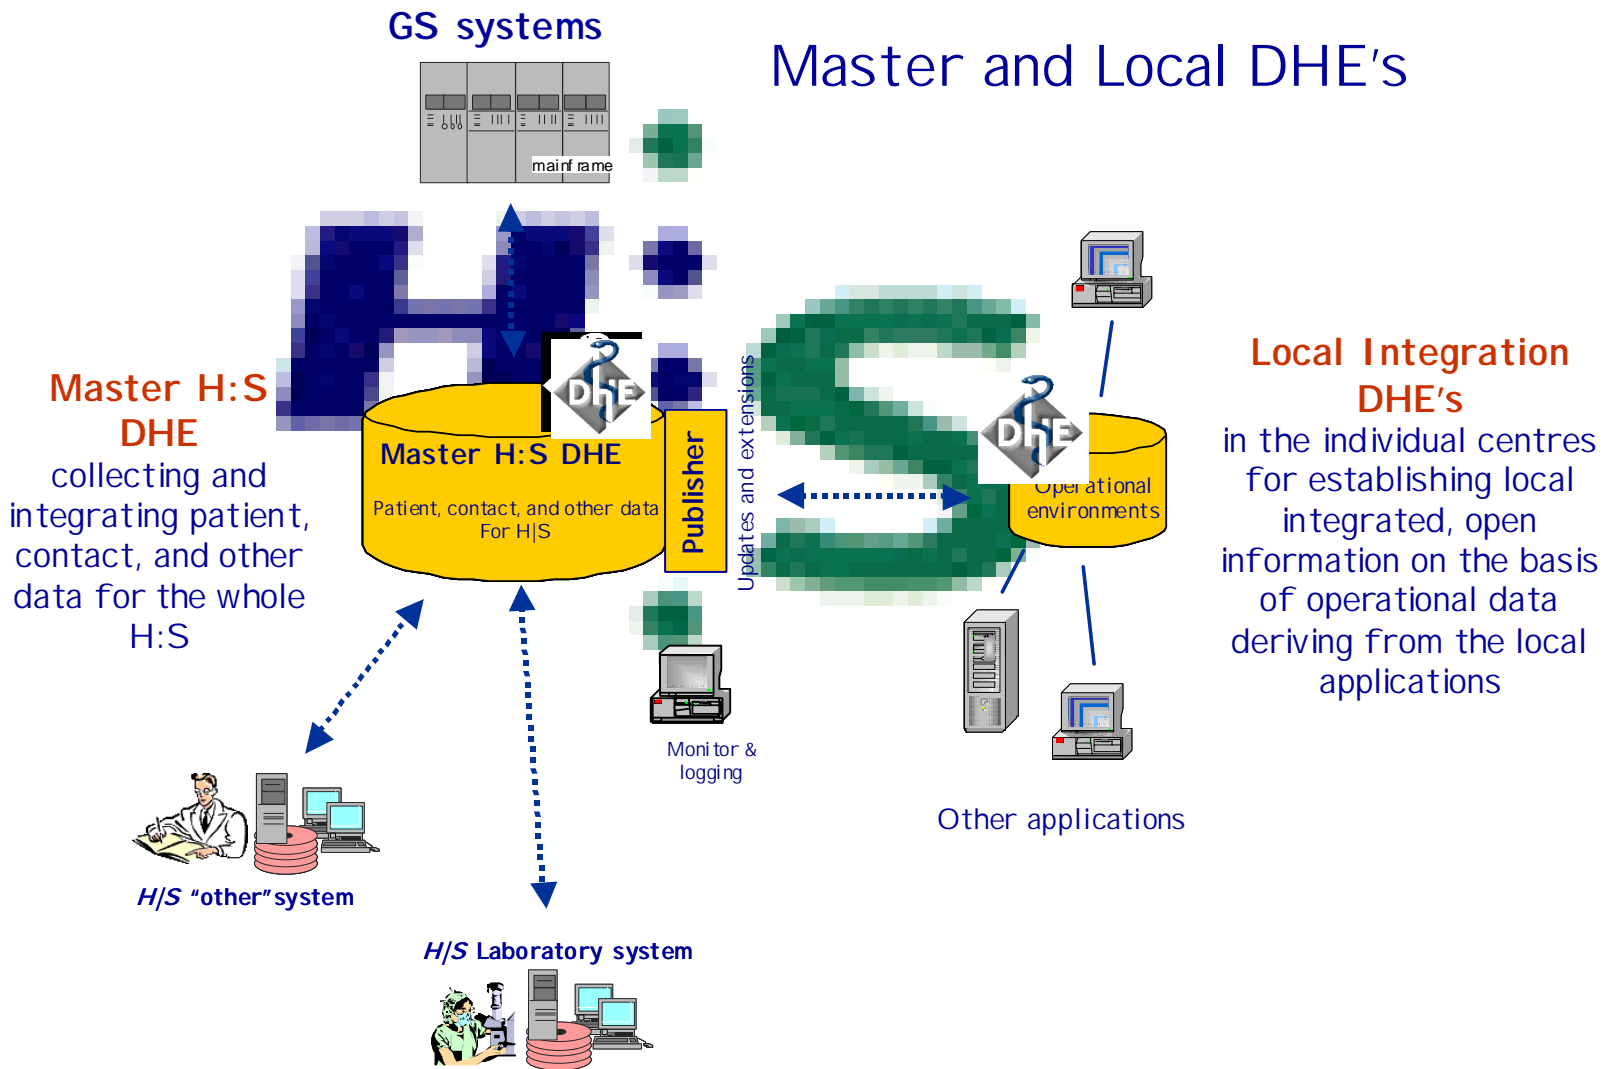 GS systems
Master and Local DHE's
mainframe
Master H:S
DHE
collecting and
integrating patient,
contact, and other
data for the whole
H:S
H:S
DHE
Master H:S DHE
Patient, contact, and other data
For H|S
Publisher
Updates and extensions
DHE
Operational
environments
Local Integration
DHE's
in the individual centres
for establishing local
integrated, open
information on the basis
of operational data
deriving from the local
applications
Monitor &
logging
Other applications
H/S "other" system
H/S Laboratory system